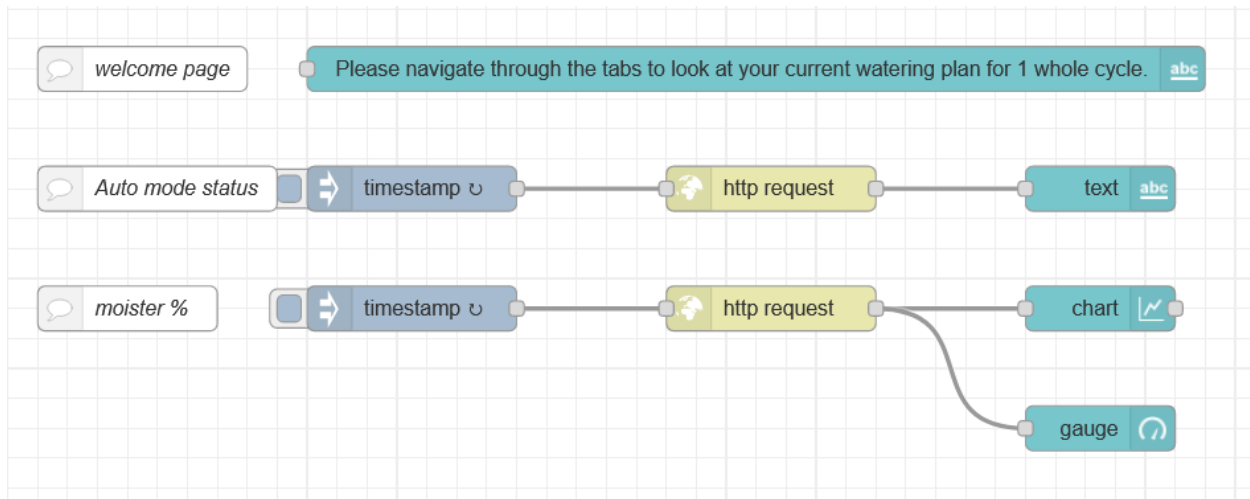 welcome page
Please navigate through the tabs to look at your current watering plan for 1 whole cycle.
abc
Auto mode status
timestamp ↻
http request
text
abc
moister %
timestamp ↻
http request
chart
gauge